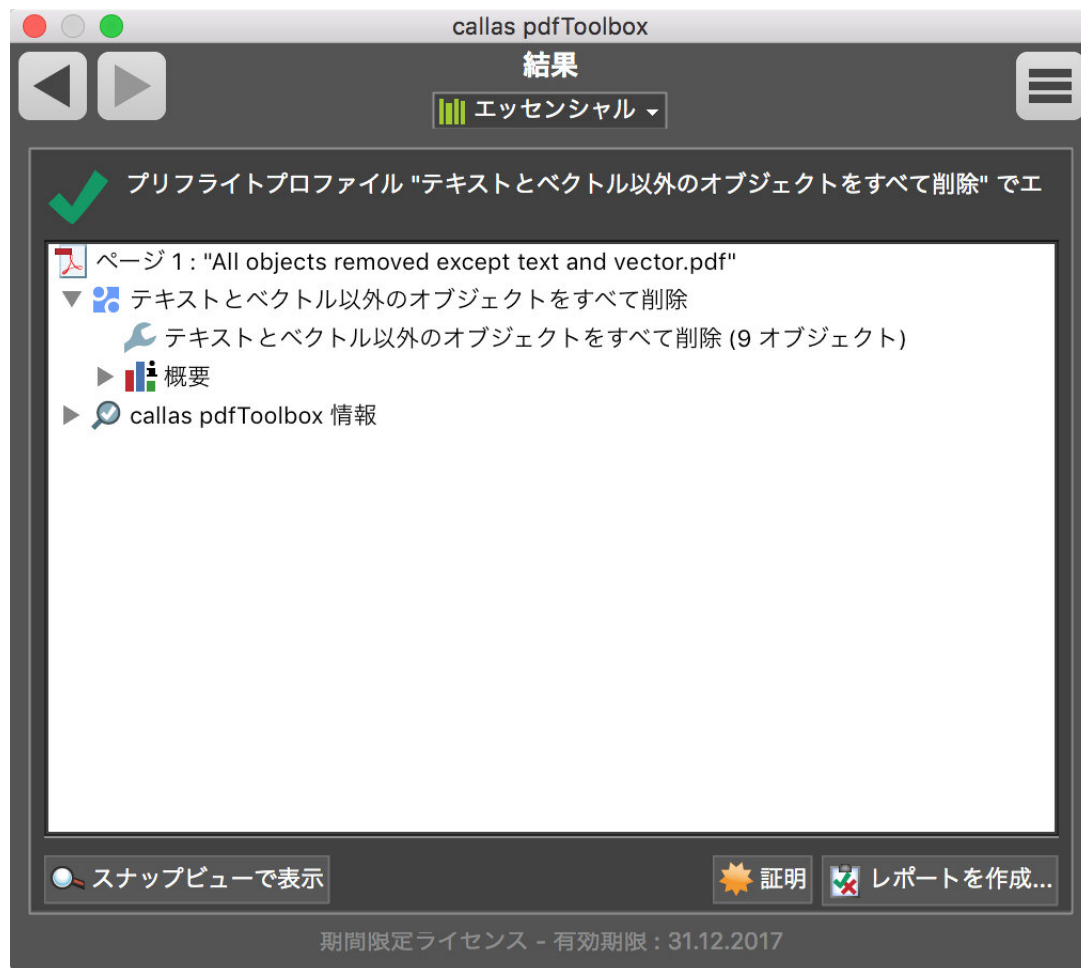 callas pdfToolbox
結果
エッセンシャル
プリフライトプロファイル "テキストとベクトル以外のオブジェクトをすべて削除" でエ
ページ 1 : "All objects removed except text and vector.pdf"
テキストとベクトル以外のオブジェクトをすべて削除
テキストとベクトル以外のオブジェクトをすべて削除 (9 オブジェクト)
概要
callas pdfToolbox 情報
スナップビューで表示 証明 レポートを作成...
期間限定ライセンス - 有効期限 : 31.12.2017